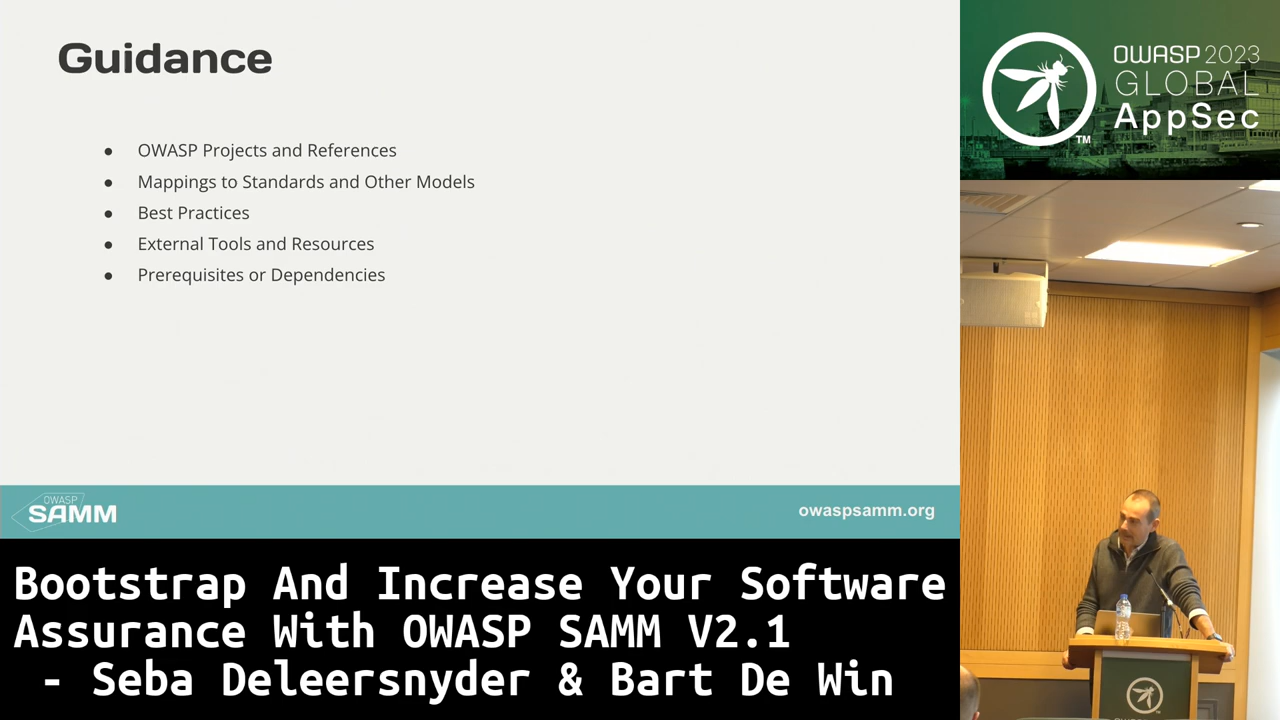 Guidance
● OWASP Projects and References
● Mappings to Standards and Other Models
● Best Practices
● External Tools and Resources
● Prerequisites or Dependencies
OWASP
SAMM
owaspsamm.org
Bootstrap And Increase Your Software
Assurance With OWASP SAMM V2.1
- Seba Deleersnyder & Bart De Win
OWASP 2023
GLOBAL
AppSec
TM